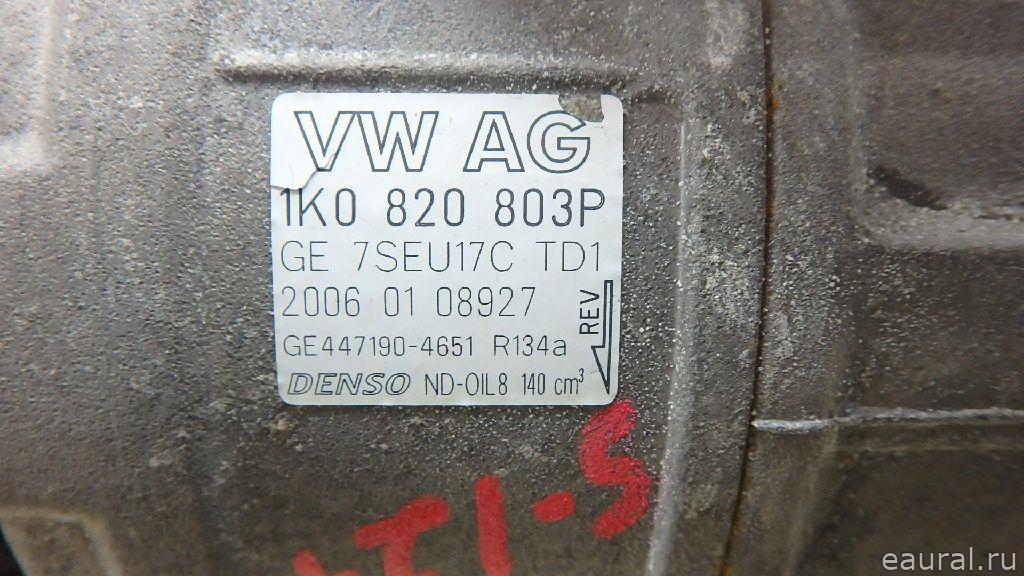 VW AG
1K0 820 803P
GE 7SEU17C TD1
2006 01 08927
REV
GE447190-4651 R134a
DENSO ND-OIL8 140 cm³
eaural.ru